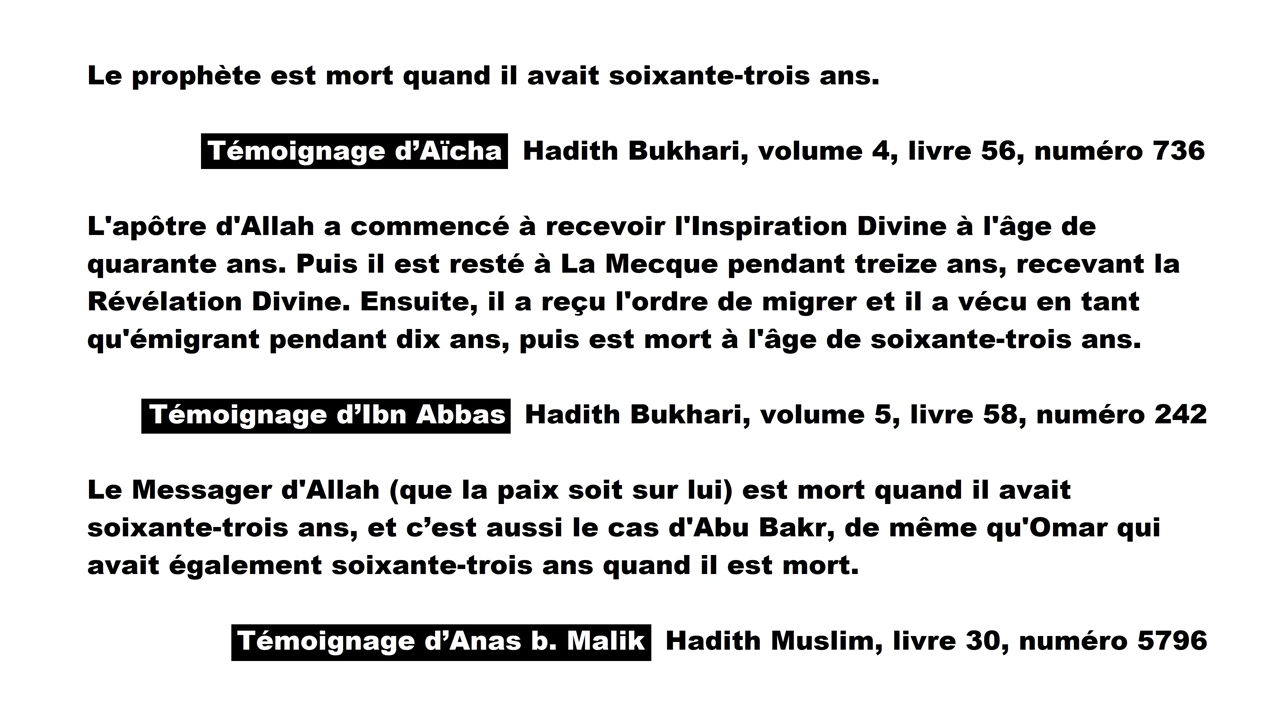 Le prophète est mort quand il avait soixante-trois ans.
Témoignage d’Aïcha Hadith Bukhari, volume 4, livre 56, numéro 736
L'apôtre d'Allah a commencé à recevoir l'Inspiration Divine à l'âge de
quarante ans. Puis il est resté à La Mecque pendant treize ans, recevant la
Révélation Divine. Ensuite, il a reçu l'ordre de migrer et il a vécu en tant
qu'émigrant pendant dix ans, puis est mort à l'âge de soixante-trois ans.
Témoignage d’Ibn Abbas Hadith Bukhari, volume 5, livre 58, numéro 242
Le Messager d'Allah (que la paix soit sur lui) est mort quand il avait
soixante-trois ans, et c’est aussi le cas d'Abu Bakr, de même qu'Omar qui
avait également soixante-trois ans quand il est mort.
Témoignage d’Anas b. Malik Hadith Muslim, livre 30, numéro 5796